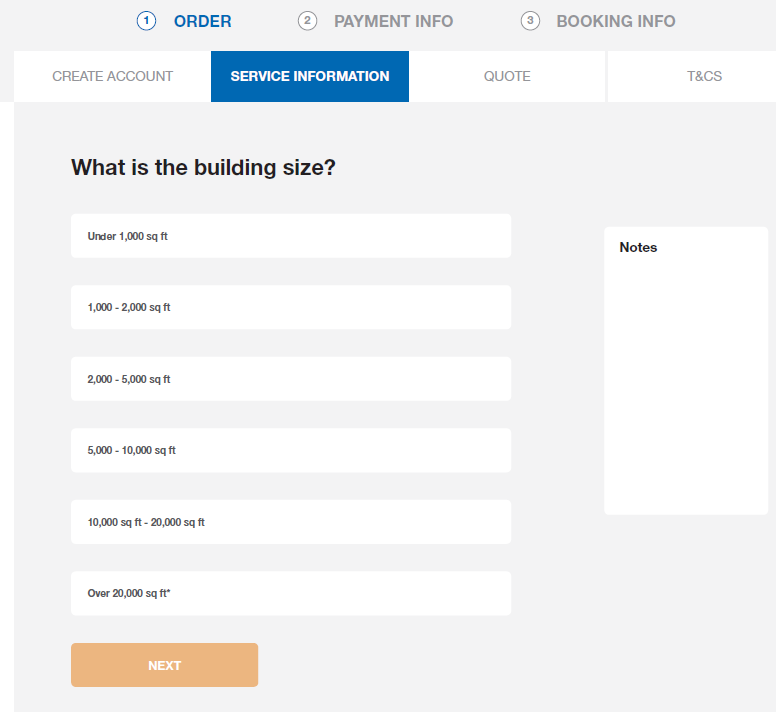 1 ORDER 2 PAYMENT INFO 3 BOOKING INFO
CREATE ACCOUNT SERVICE INFORMATION QUOTE T&CS
What is the building size?
Under 1,000 sq ft
Notes
1,000 - 2,000 sq ft
2,000 - 5,000 sq ft
5,000 - 10,000 sq ft
10,000 sq ft - 20,000 sq ft
Over 20,000 sq ft*
NEXT